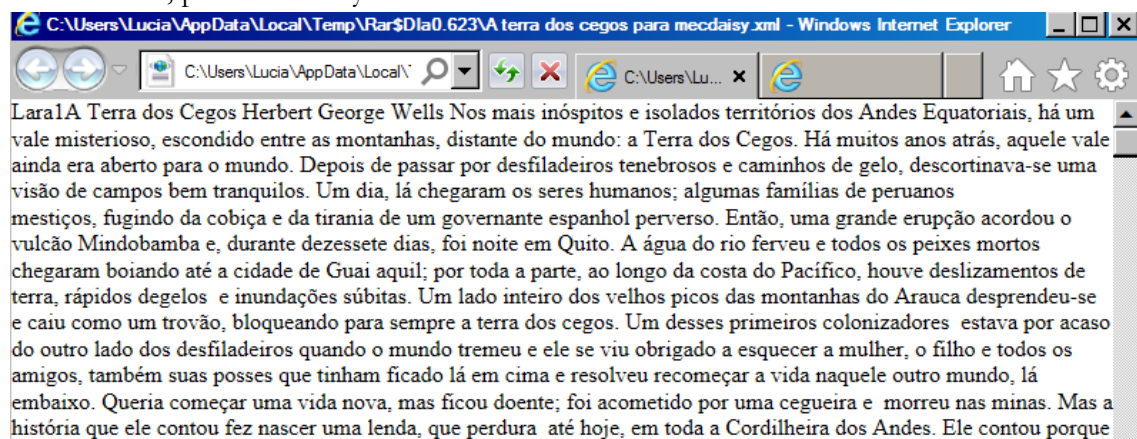 C:\Users\Lucia\AppData\Local\Temp\Rar$DIa0.623\A terra dos cegos para mecdaisy.xml - Windows Internet Explorer
C:\Users\Lucia\AppData\Local\ C:\Users\Lu...
Lara1A Terra dos Cegos Herbert George Wells Nos mais inóspitos e isolados territórios dos Andes Equatoriais, há um
vale misterioso, escondido entre as montanhas, distante do mundo: a Terra dos Cegos. Há muitos anos atrás, aquele vale
ainda era aberto para o mundo. Depois de passar por desfiladeiros tenebrosos e caminhos de gelo, descortinava-se uma
visão de campos bem tranquilos. Um dia, lá chegaram os seres humanos; algumas famílias de peruanos
mestiços, fugindo da cobiça e da tirania de um governante espanhol perverso. Então, uma grande erupção acordou o
vulcão Mindobamba e, durante dezessete dias, foi noite em Quito. A água do rio ferveu e todos os peixes mortos
chegaram boiando até a cidade de Guai aquil; por toda a parte, ao longo da costa do Pacífico, houve deslizamentos de
terra, rápidos degelos e inundações súbitas. Um lado inteiro dos velhos picos das montanhas do Arauca desprendeu-se
e caiu como um trovão, bloqueando para sempre a terra dos cegos. Um desses primeiros colonizadores estava por acaso
do outro lado dos desfiladeiros quando o mundo tremeu e ele se viu obrigado a esquecer a mulher, o filho e todos os
amigos, também suas posses que tinham ficado lá em cima e resolveu recomeçar a vida naquele outro mundo, lá
embaixo. Queria começar uma vida nova, mas ficou doente; foi acometido por uma cegueira e morreu nas minas. Mas a
história que ele contou fez nascer uma lenda, que perdura até hoje, em toda a Cordilheira dos Andes. Ele contou porque